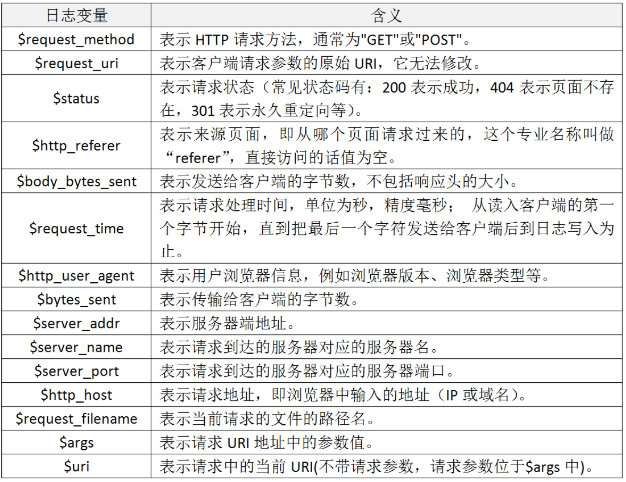 日志变量 含义
$request_method 表示 HTTP 请求方法，通常为"GET"或"POST"。
$request_uri 表示客户端请求参数的原始 URI，它无法修改。
$status 表示请求状态（常见状态码有：200 表示成功，404 表示页面不存
在，301 表示永久重定向等）。
$http_referer 表示来源页面，即从哪个页面请求过来的，这个专业名称叫做
“referer”，直接访问的话值为空。
$body_bytes_sent 表示发送给客户端的字节数，不包括响应头的大小。
$request_time 表示请求处理时间，单位为秒，精度毫秒； 从读入客户端的第一
个字节开始，直到把最后一个字符发送给客户端后到日志写入为
止。
$http_user_agent 表示用户浏览器信息，例如浏览器版本、浏览器类型等。
$bytes_sent 表示传输给客户端的字节数。
$server_addr 表示服务器端地址。
$server_name 表示请求到达的服务器对应的服务器名。
$server_port 表示请求到达的服务器对应的服务器端口。
$http_host 表示请求地址，即浏览器中输入的地址（IP 或域名）。
$request_filename 表示当前请求的文件的路径名。
$args 表示请求 URI 地址中的参数值。
$uri 表示请求中的当前 URI(不带请求参数，请求参数位于$args 中)。